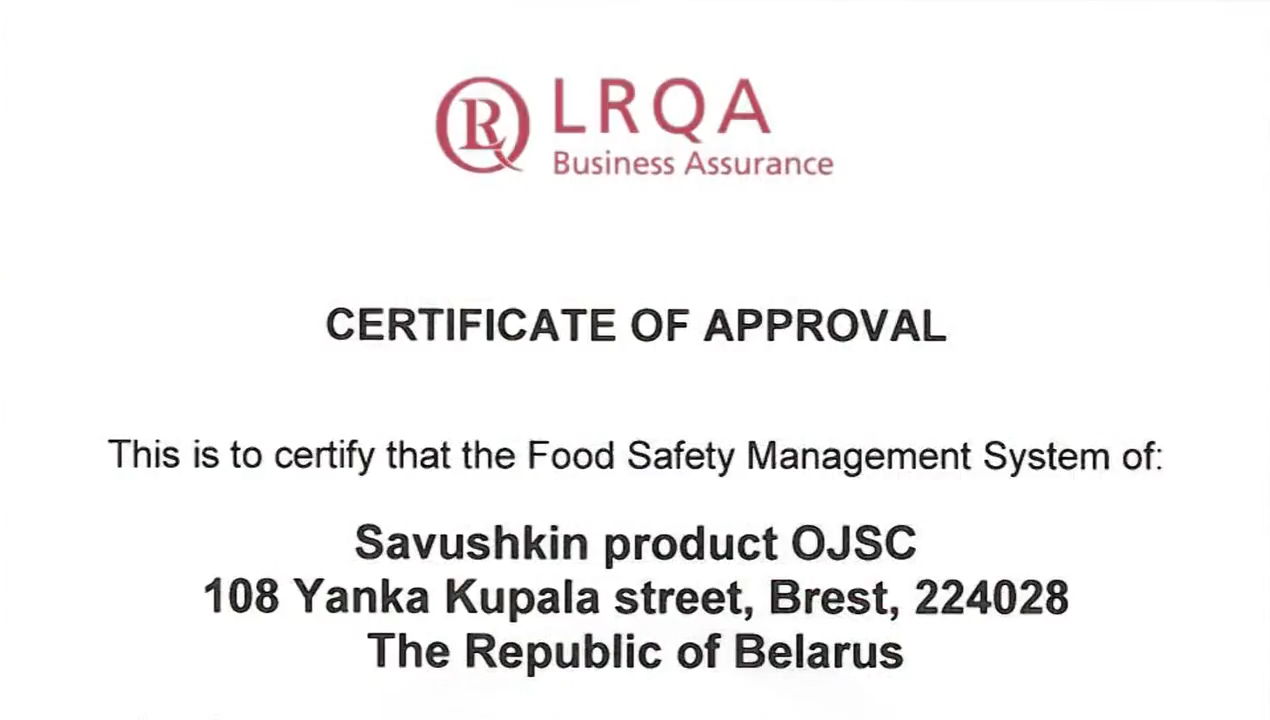 LRQA
Business Assurance
CERTIFICATE OF APPROVAL
This is to certify that the Food Safety Management System of:
Savushkin product OJSC
108 Yanka Kupala street, Brest, 224028
The Republic of Belarus